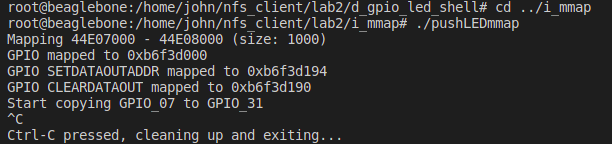 root@beaglebone:/home/john/nfs_client/lab2/d_gpio_led_shell# cd ../i_mmap
root@beaglebone:/home/john/nfs_client/lab2/i_mmap# ./pushLEDmmap
Mapping 44E07000 - 44E08000 (size: 1000)
GPIO mapped to 0xb6f3d000
GPIO SETDATAOUTADDR mapped to 0xb6f3d194
GPIO CLEARDATAOUT mapped to 0xb6f3d190
Start copying GPIO_07 to GPIO_31
^C
Ctrl-C pressed, cleaning up and exiting...